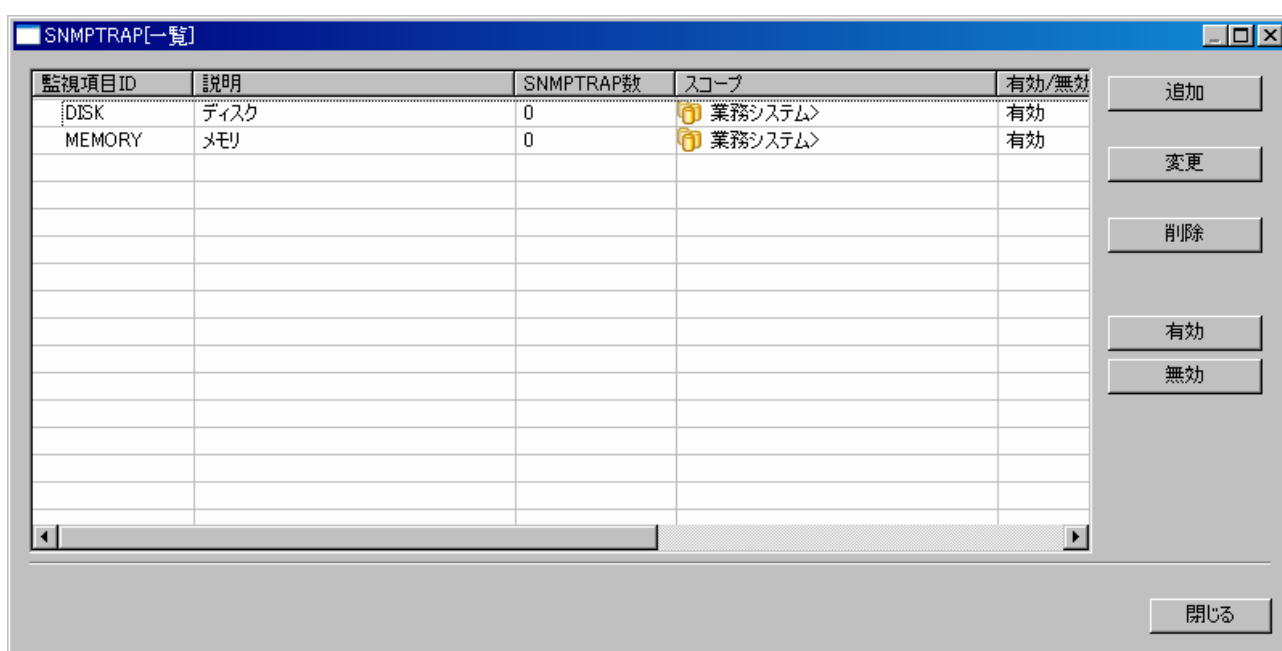 SNMPTRAP[一覧]
監視項目ID 説明 SNMPTRAP数 スコープ 有効/無効
DISK ディスク 0 業務システム> 有効
MEMORY メモリ 0 業務システム> 有効
追加
変更
削除
有効
無効
閉じる